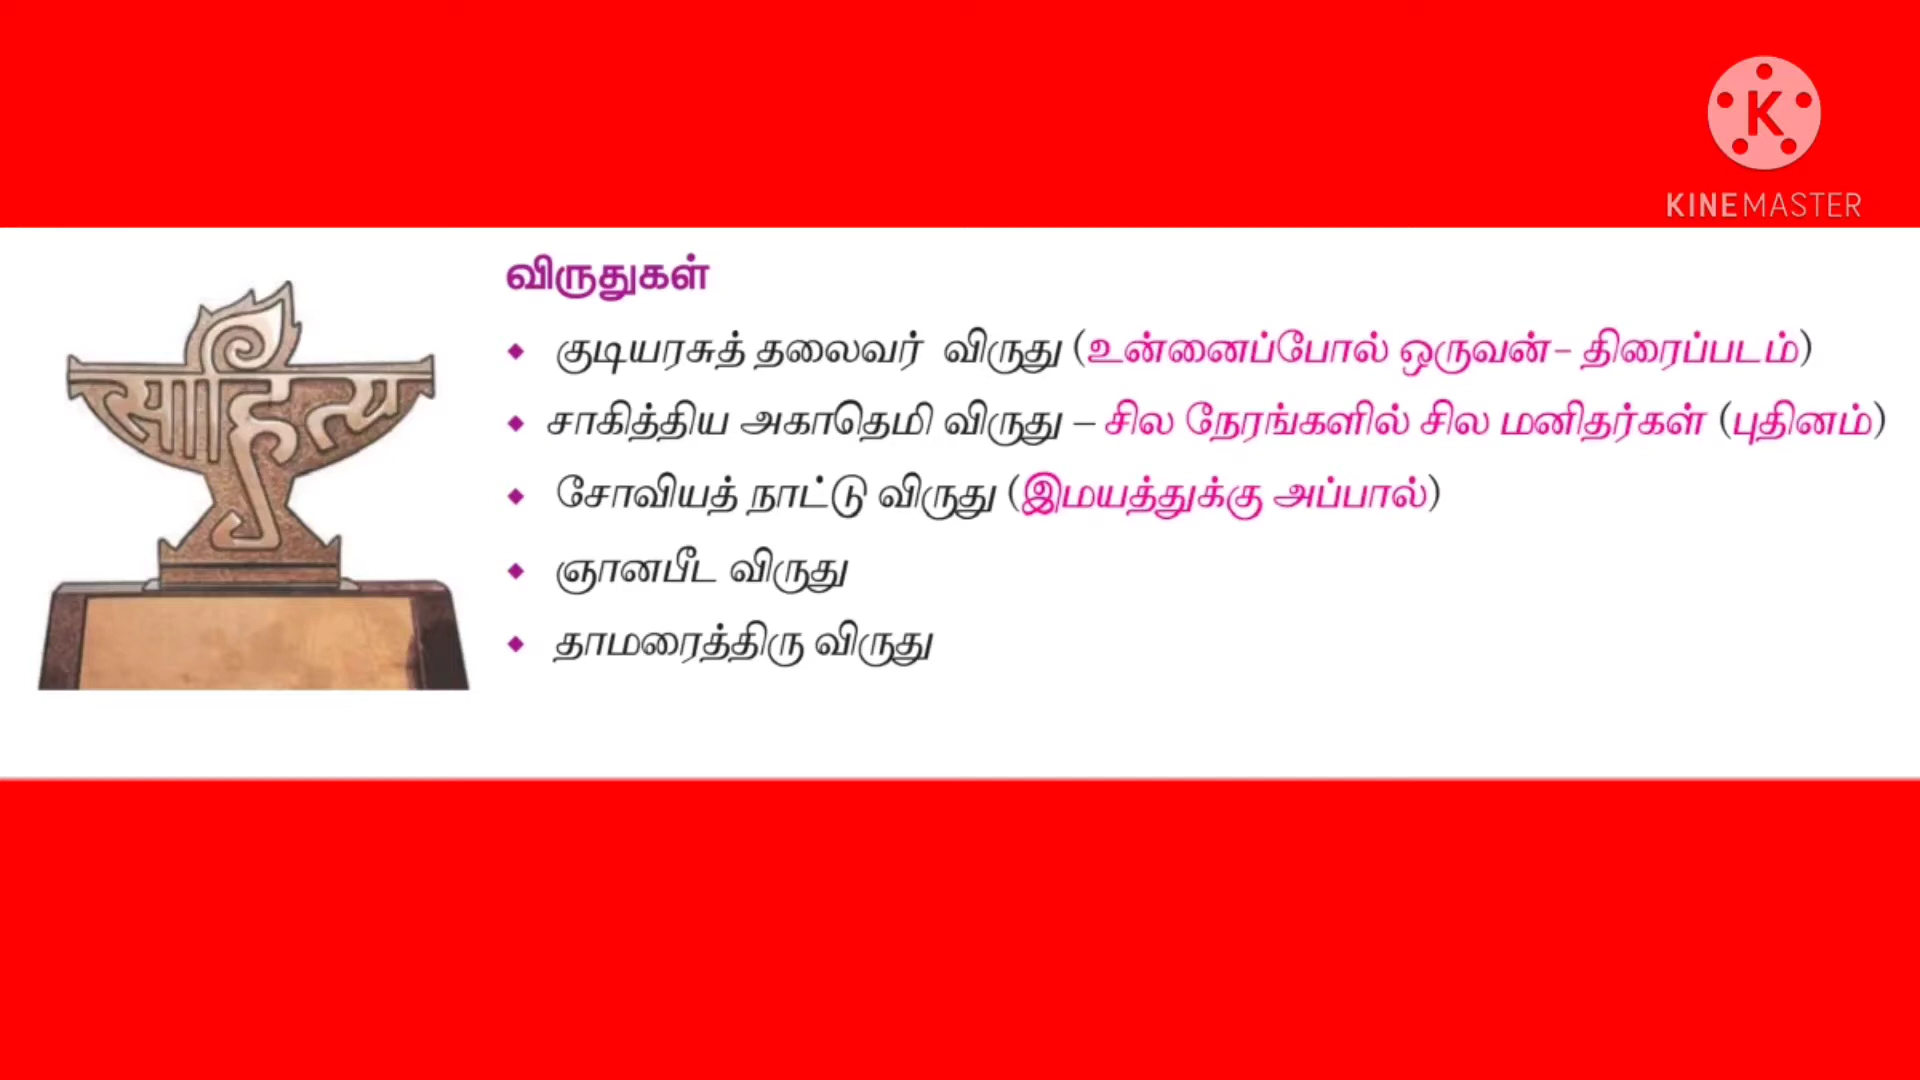 KINEMASTER
விருதுகள்
குடியரசுத் தலைவர் விருது (உன்னைப்போல் ஒருவன்– திரைப்படம்)
சாகித்திய அகாதெமி விருது – சில நேரங்களில் சில மனிதர்கள் (புதினம்)
சோவியத் நாட்டு விருது (இமயத்துக்கு அப்பால்)
ஞானபீட விருது
தாமரைத்திரு விருது
साहित्य